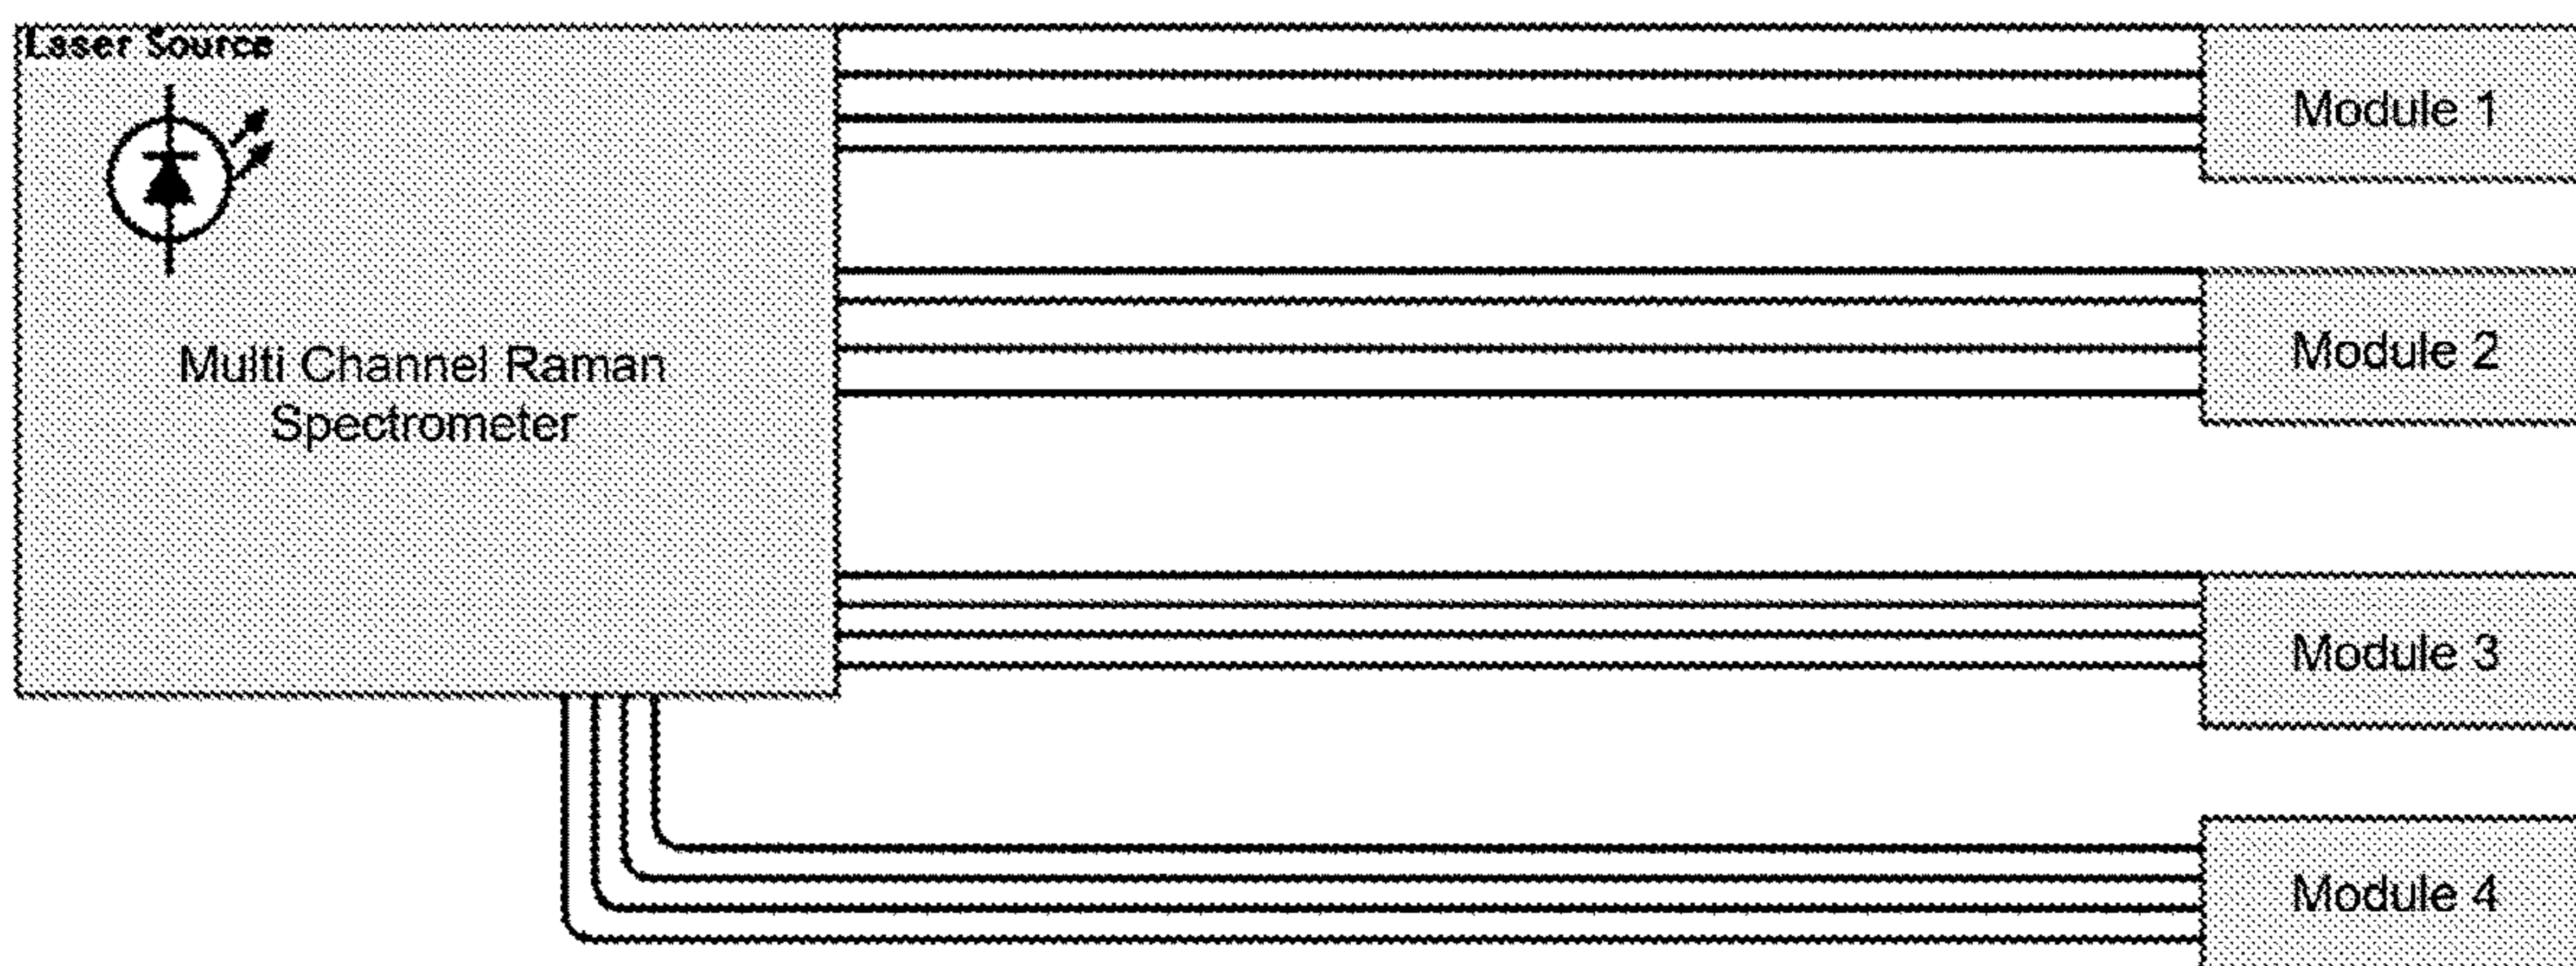 Laser Source
Multi Channel Raman
Spectrometer
Module 1
Module 2
Module 3
Module 4